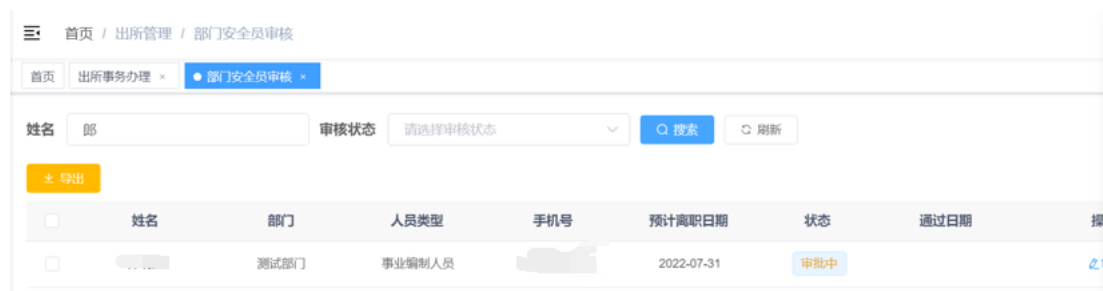 首页 / 出所管理 / 部门安全员审核
首页 出所事务办理 × 部门安全员审核 ×
姓名 郎 审核状态 请选择审核状态 搜索 刷新
导出
姓名 部门 人员类型 手机号 预计离职日期 状态 通过日期
测试部门 事业编制人员 2022-07-31 审批中